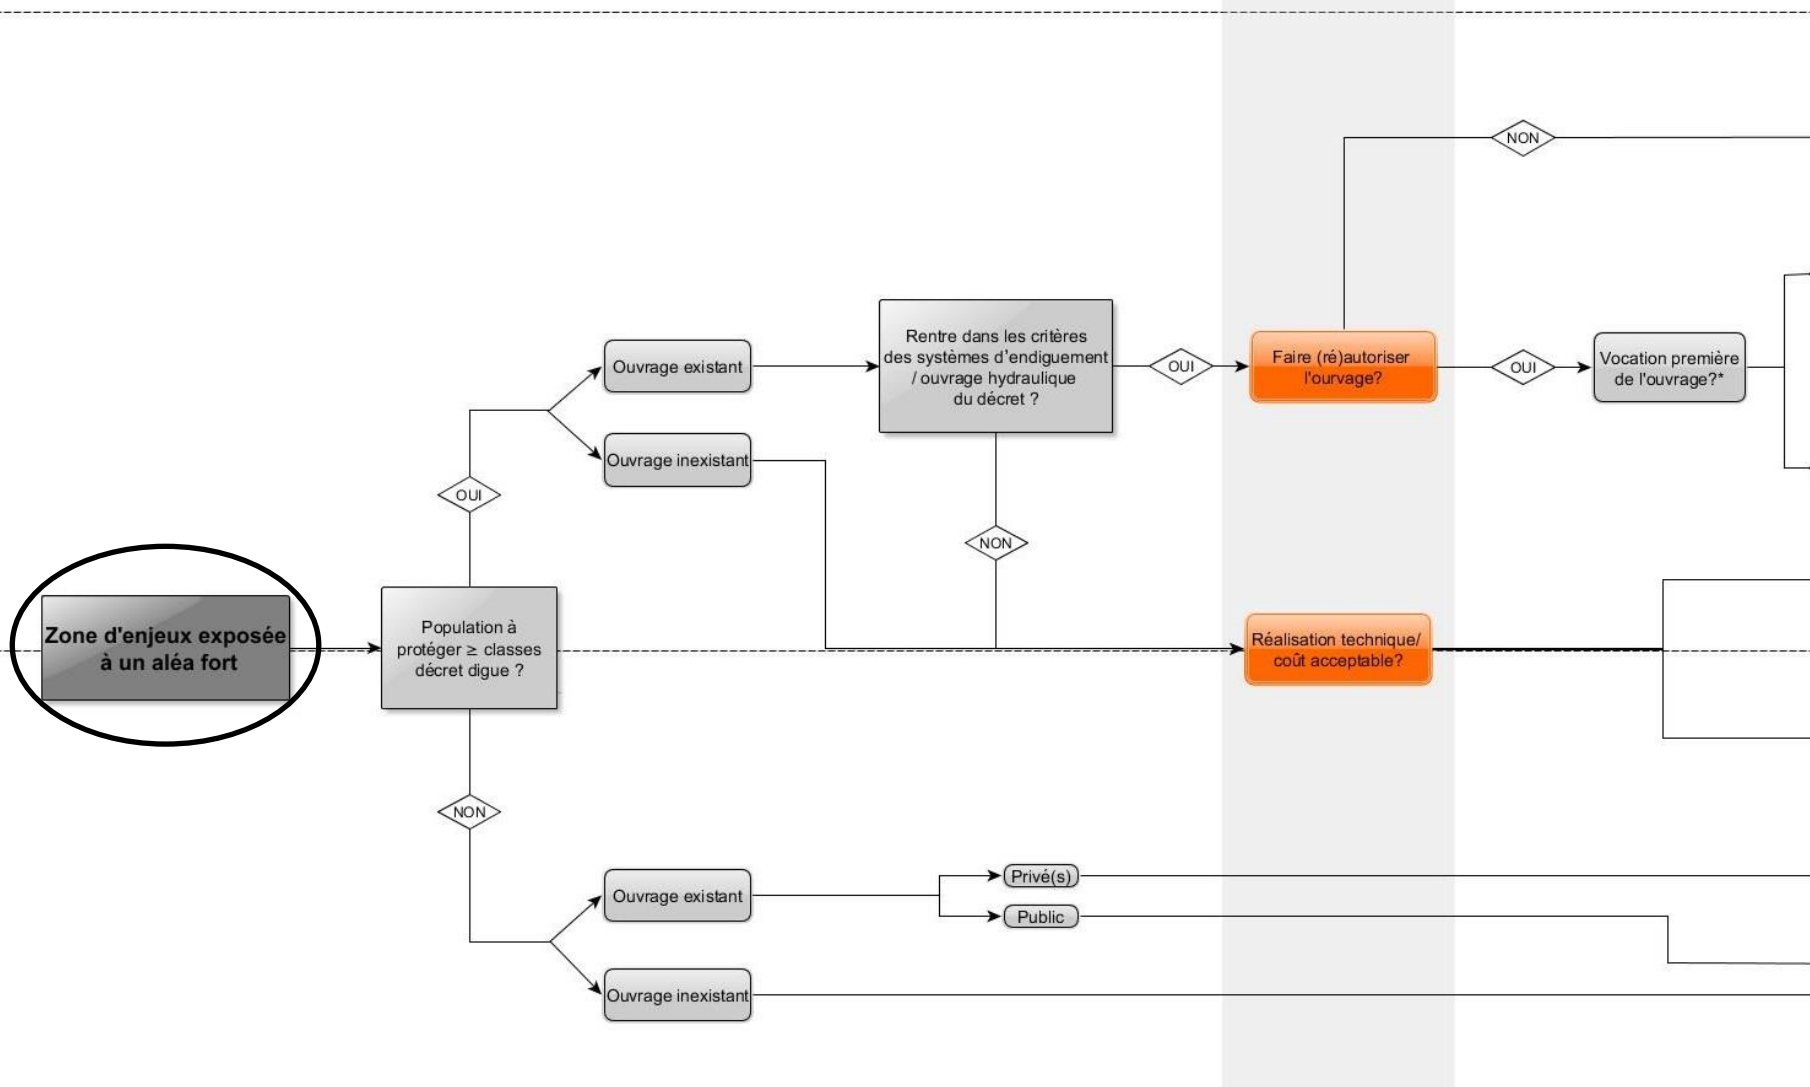 NON
Rentre dans les critères
des systèmes d'endiguement
/ ouvrage hydraulique
du décret ?
Ouvrage existant
OUI
Faire (ré)autoriser
l'ourvage?
OUI
Vocation première
de l'ouvrage?*
Ouvrage inexistant
OUI
NON
Zone d'enjeux exposée
à un aléa fort
Population à
protéger ≥ classes
décret digue ?
Réalisation technique/
coût acceptable?
NON
Ouvrage existant
Privé(s)
Public
Ouvrage inexistant